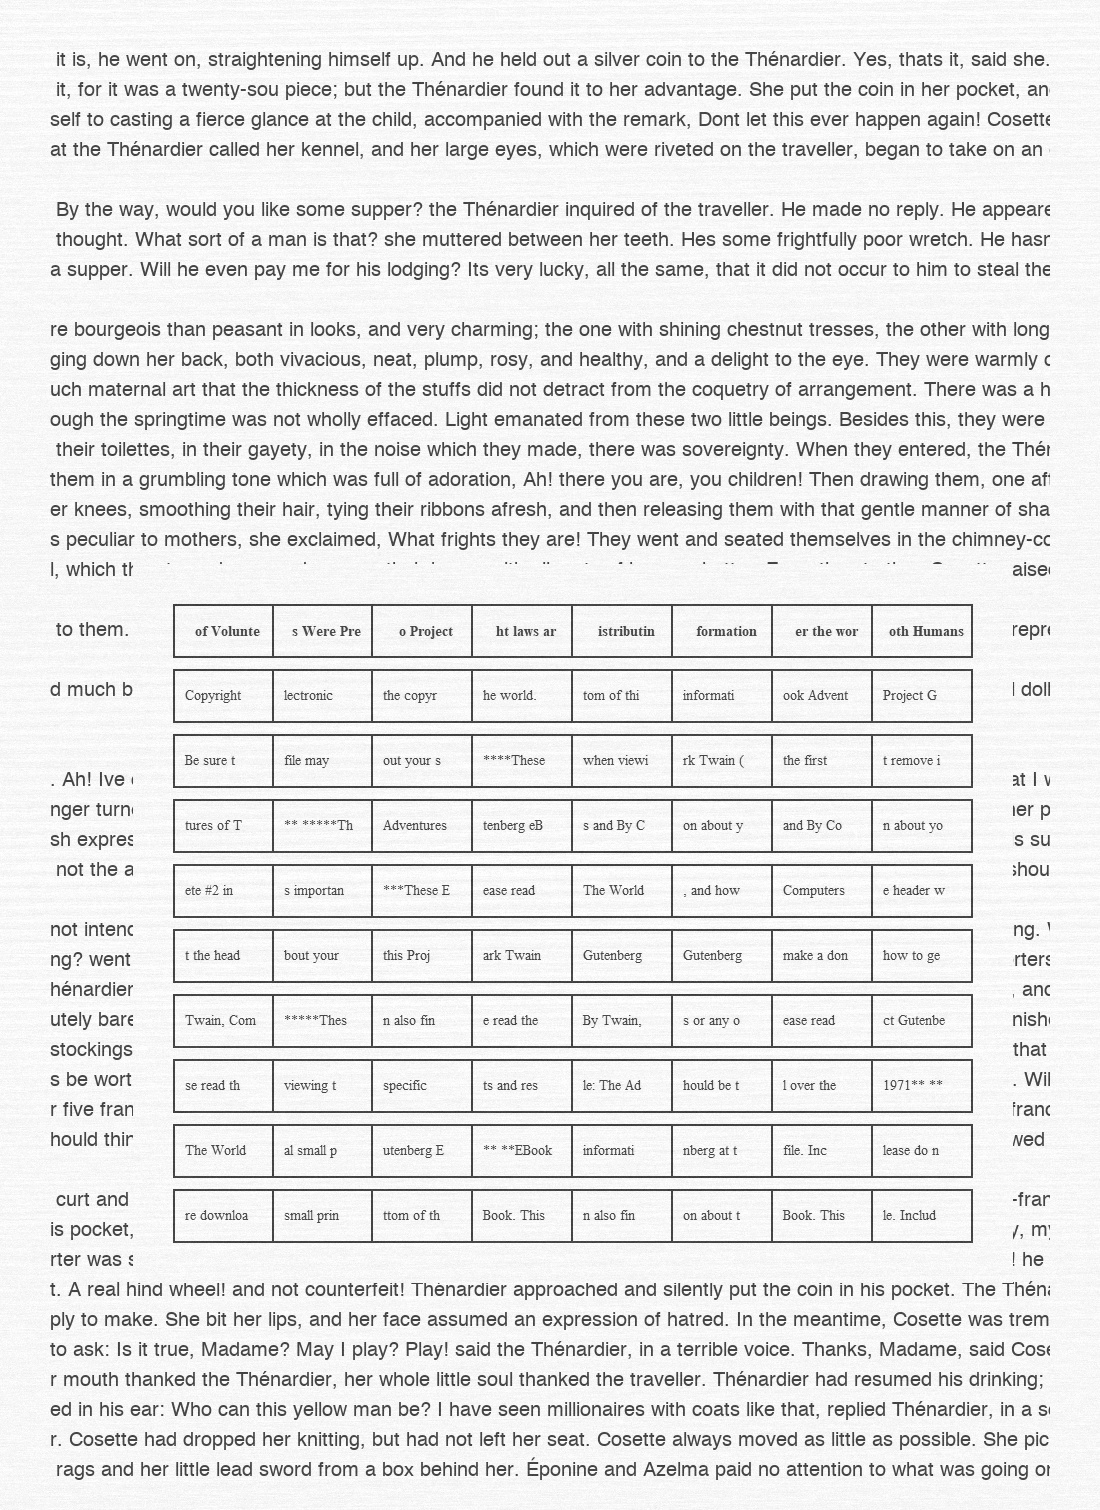 it is, he went on, straightening himself up. And he held out a silver coin to the Thénardier. Yes, thats it, said she.
it, for it was a twenty-sou piece; but the Thénardier found it to her advantage. She put the coin in her pocket, an
self to casting a fierce glance at the child, accompanied with the remark, Dont let this ever happen again! Cosette
at the Thénardier called her kennel, and her large eyes, which were riveted on the traveller, began to take on an
By the way, would you like some supper? the Thénardier inquired of the traveller. He made no reply. He appeare
thought. What sort of a man is that? she muttered between her teeth. Hes some frightfully poor wretch. He hasn
a supper. Will he even pay me for his lodging? Its very lucky, all the same, that it did not occur to him to steal the
re bourgeois than peasant in looks, and very charming; the one with shining chestnut tresses, the other with long
ging down her back, both vivacious, neat, plump, rosy, and healthy, and a delight to the eye. They were warmly c
uch maternal art that the thickness of the stuffs did not detract from the coquetry of arrangement. There was a h
ough the springtime was not wholly effaced. Light emanated from these two little beings. Besides this, they were
their toilettes, in their gayety, in the noise which they made, there was sovereignty. When they entered, the Thén
them in a grumbling tone which was full of adoration, Ah! there you are, you children! Then drawing them, one aft
er knees, smoothing their hair, tying their ribbons afresh, and then releasing them with that gentle manner of sha
s peculiar to mothers, she exclaimed, What frights they are! They went and seated themselves in the chimney-co
l, which th aised
to them. repre
d much b doll
. Ah! Ive at I w
nger turn her p
sh expres s su
not the a shou
not intend ng. W
ng? went rters
hénardier , and
utely bare nishe
stockings that
s be wort . Wil
r five fran franc
hould thin wed
curt and -fran
is pocket, y, my
rter was s ! he
of Volunte s Were Pre o Project ht laws ar istributin formation er the wor oth Humans
Copyright lectronic the copyr he world. tom of thi informati ook Advent Project G
Be sure t file may out your s ****These when viewi rk Twain ( the first t remove i
tures of T ** *****Th Adventures tenberg eB s and By C on about y and By Co n about yo
ete #2 in s importan ***These E ease read The World , and how Computers e header w
t the head bout your this Proj ark Twain Gutenberg Gutenberg make a don how to ge
Twain, Com *****Thes n also fin e read the By Twain, s or any o ease read ct Gutenbe
se read th viewing t specific ts and res le: The Ad hould be t l over the 1971** **
The World al small p utenberg E ** **EBook informati nberg at t file. Inc lease do n
re downloa small prin ttom of th Book. This n also fin on about t Book. This le. Includ
t. A real hind wheel! and not counterfeit! Thénardier approached and silently put the coin in his pocket. The Théna
ply to make. She bit her lips, and her face assumed an expression of hatred. In the meantime, Cosette was trem
to ask: Is it true, Madame? May I play? Play! said the Thénardier, in a terrible voice. Thanks, Madame, said Cose
r mouth thanked the Thénardier, her whole little soul thanked the traveller. Thénardier had resumed his drinking;
ed in his ear: Who can this yellow man be? I have seen millionaires with coats like that, replied Thénardier, in a s
r. Cosette had dropped her knitting, but had not left her seat. Cosette always moved as little as possible. She pic
rags and her little lead sword from a box behind her. Éponine and Azelma paid no attention to what was going on